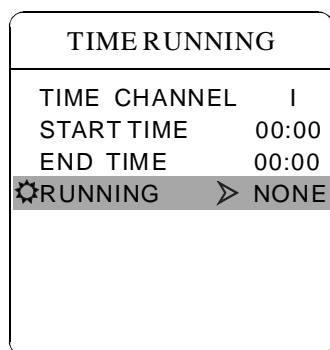 TIME RUNNING
TIME CHANNEL I
START TIME 00:00
END TIME 00:00
RUNNING NONE